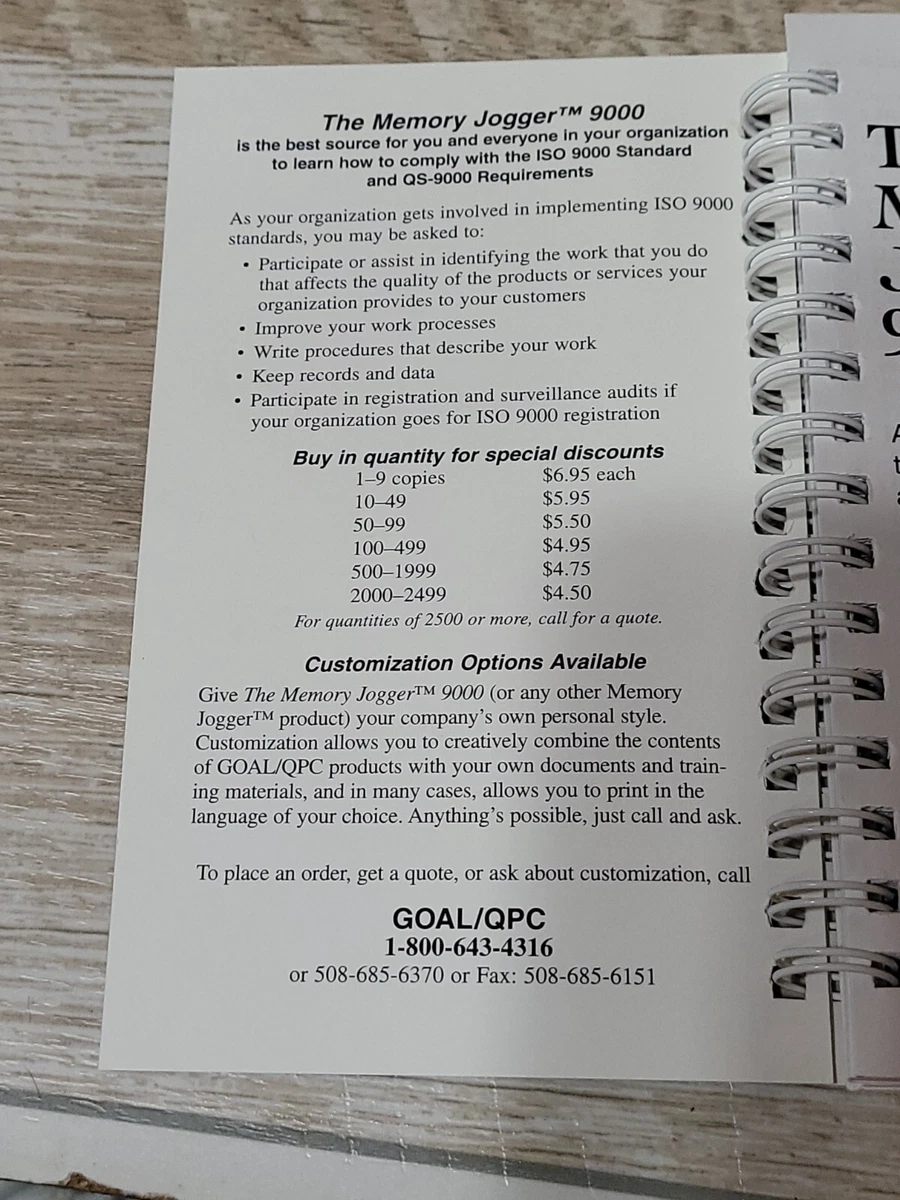 The Memory Jogger™ 9000
is the best source for you and everyone in your organization
to learn how to comply with the ISO 9000 Standard
and QS-9000 Requirements
As your organization gets involved in implementing ISO 9000
standards, you may be asked to:
• Participate or assist in identifying the work that you do
that affects the quality of the products or services your
organization provides to your customers
• Improve your work processes
• Write procedures that describe your work
• Keep records and data
• Participate in registration and surveillance audits if
your organization goes for ISO 9000 registration
Buy in quantity for special discounts
1–9 copies $6.95 each
10–49 $5.95
50–99 $5.50
100–499 $4.95
500–1999 $4.75
2000–2499 $4.50
For quantities of 2500 or more, call for a quote.
Customization Options Available
Give The Memory Jogger™ 9000 (or any other Memory
Jogger™ product) your company's own personal style.
Customization allows you to creatively combine the contents
of GOAL/QPC products with your own documents and train-
ing materials, and in many cases, allows you to print in the
language of your choice. Anything's possible, just call and ask.
To place an order, get a quote, or ask about customization, call
GOAL/QPC
1-800-643-4316
or 508-685-6370 or Fax: 508-685-6151